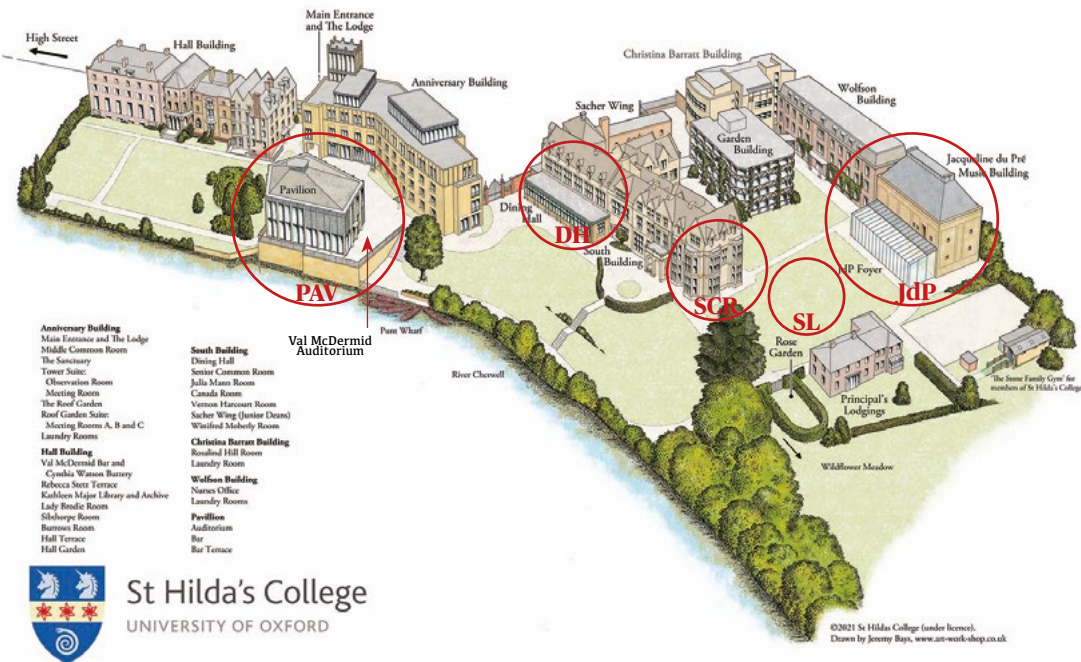 High Street
Hall Building
Main Entrance
and The Lodge
Anniversary Building
Christina Barratt Building
Sacher Wing
Wolfson
Building
Garden
Building
Jacqueline du Pré
Music Building
Pavilion
Dining
Hall
DH
South
Building
PAV
SCR
JdP Foyer
SL
JdP
Val McDermid
Auditorium
Punt Wharf
River Cherwell
Rose
Garden
Principal's
Lodgings
'The Stone Family Gym' for
members of St Hilda's College
Wildflower Meadow
Anniversary Building
Main Entrance and The Lodge
Middle Common Room
The Sanctuary
Tower Suite:
Observation Room
Meeting Room
The Roof Garden
Roof Garden Suite:
Meeting Rooms A, B and C
Laundry Rooms
Hall Building
Val McDermid Bar and
Cynthia Watson Buttery
Rebecca Stetz Terrace
Kathleen Major Library and Archive
Lady Brodie Room
Sibthorpe Room
Burrows Room
Hall Terrace
Hall Garden
South Building
Dining Hall
Senior Common Room
Julia Mann Room
Canada Room
Vernon Harcourt Room
Sacher Wing (Junior Deans)
Winifred Moberly Room
Christina Barratt Building
Rosalind Hill Room
Laundry Room
Wolfson Building
Nurses Office
Laundry Rooms
Pavillion
Auditorium
Bar
Bar Terrace
St Hilda's College
UNIVERSITY OF OXFORD
©2021 St Hildas College (under licence).
Drawn by Jeremy Bays, www.art-work-shop.co.uk